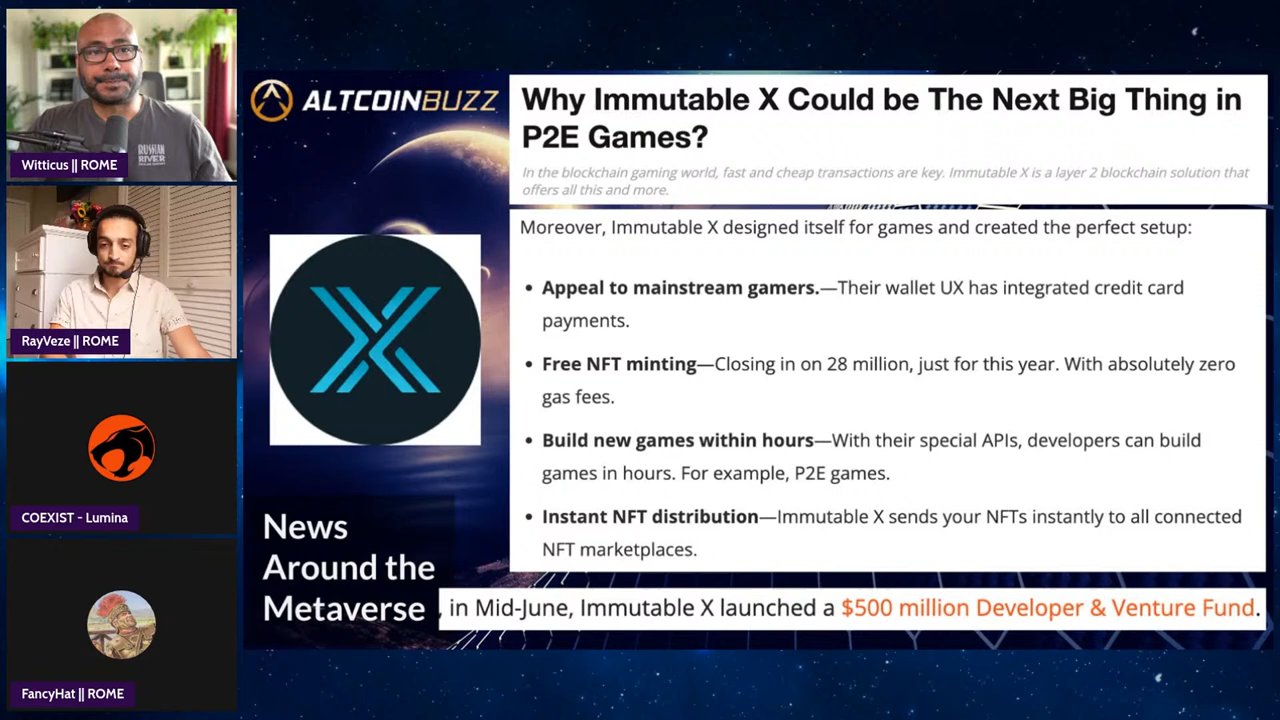 Witticus || ROME
RUSSIAN
RIVER
RayVeze || ROME
COEXIST - Lumina
FancyHat || ROME
ALTCOINBUZZ
Why Immutable X Could be The Next Big Thing in
P2E Games?
In the blockchain gaming world, fast and cheap transactions are key. Immutable X is a layer 2 blockchain solution that
offers all this and more.
Moreover, Immutable X designed itself for games and created the perfect setup:
• Appeal to mainstream gamers.—Their wallet UX has integrated credit card
payments.
• Free NFT minting—Closing in on 28 million, just for this year. With absolutely zero
gas fees.
• Build new games within hours—With their special APIs, developers can build
games in hours. For example, P2E games.
• Instant NFT distribution—Immutable X sends your NFTs instantly to all connected
NFT marketplaces.
News
Around the
Metaverse
, in Mid-June, Immutable X launched a $500 million Developer & Venture Fund.